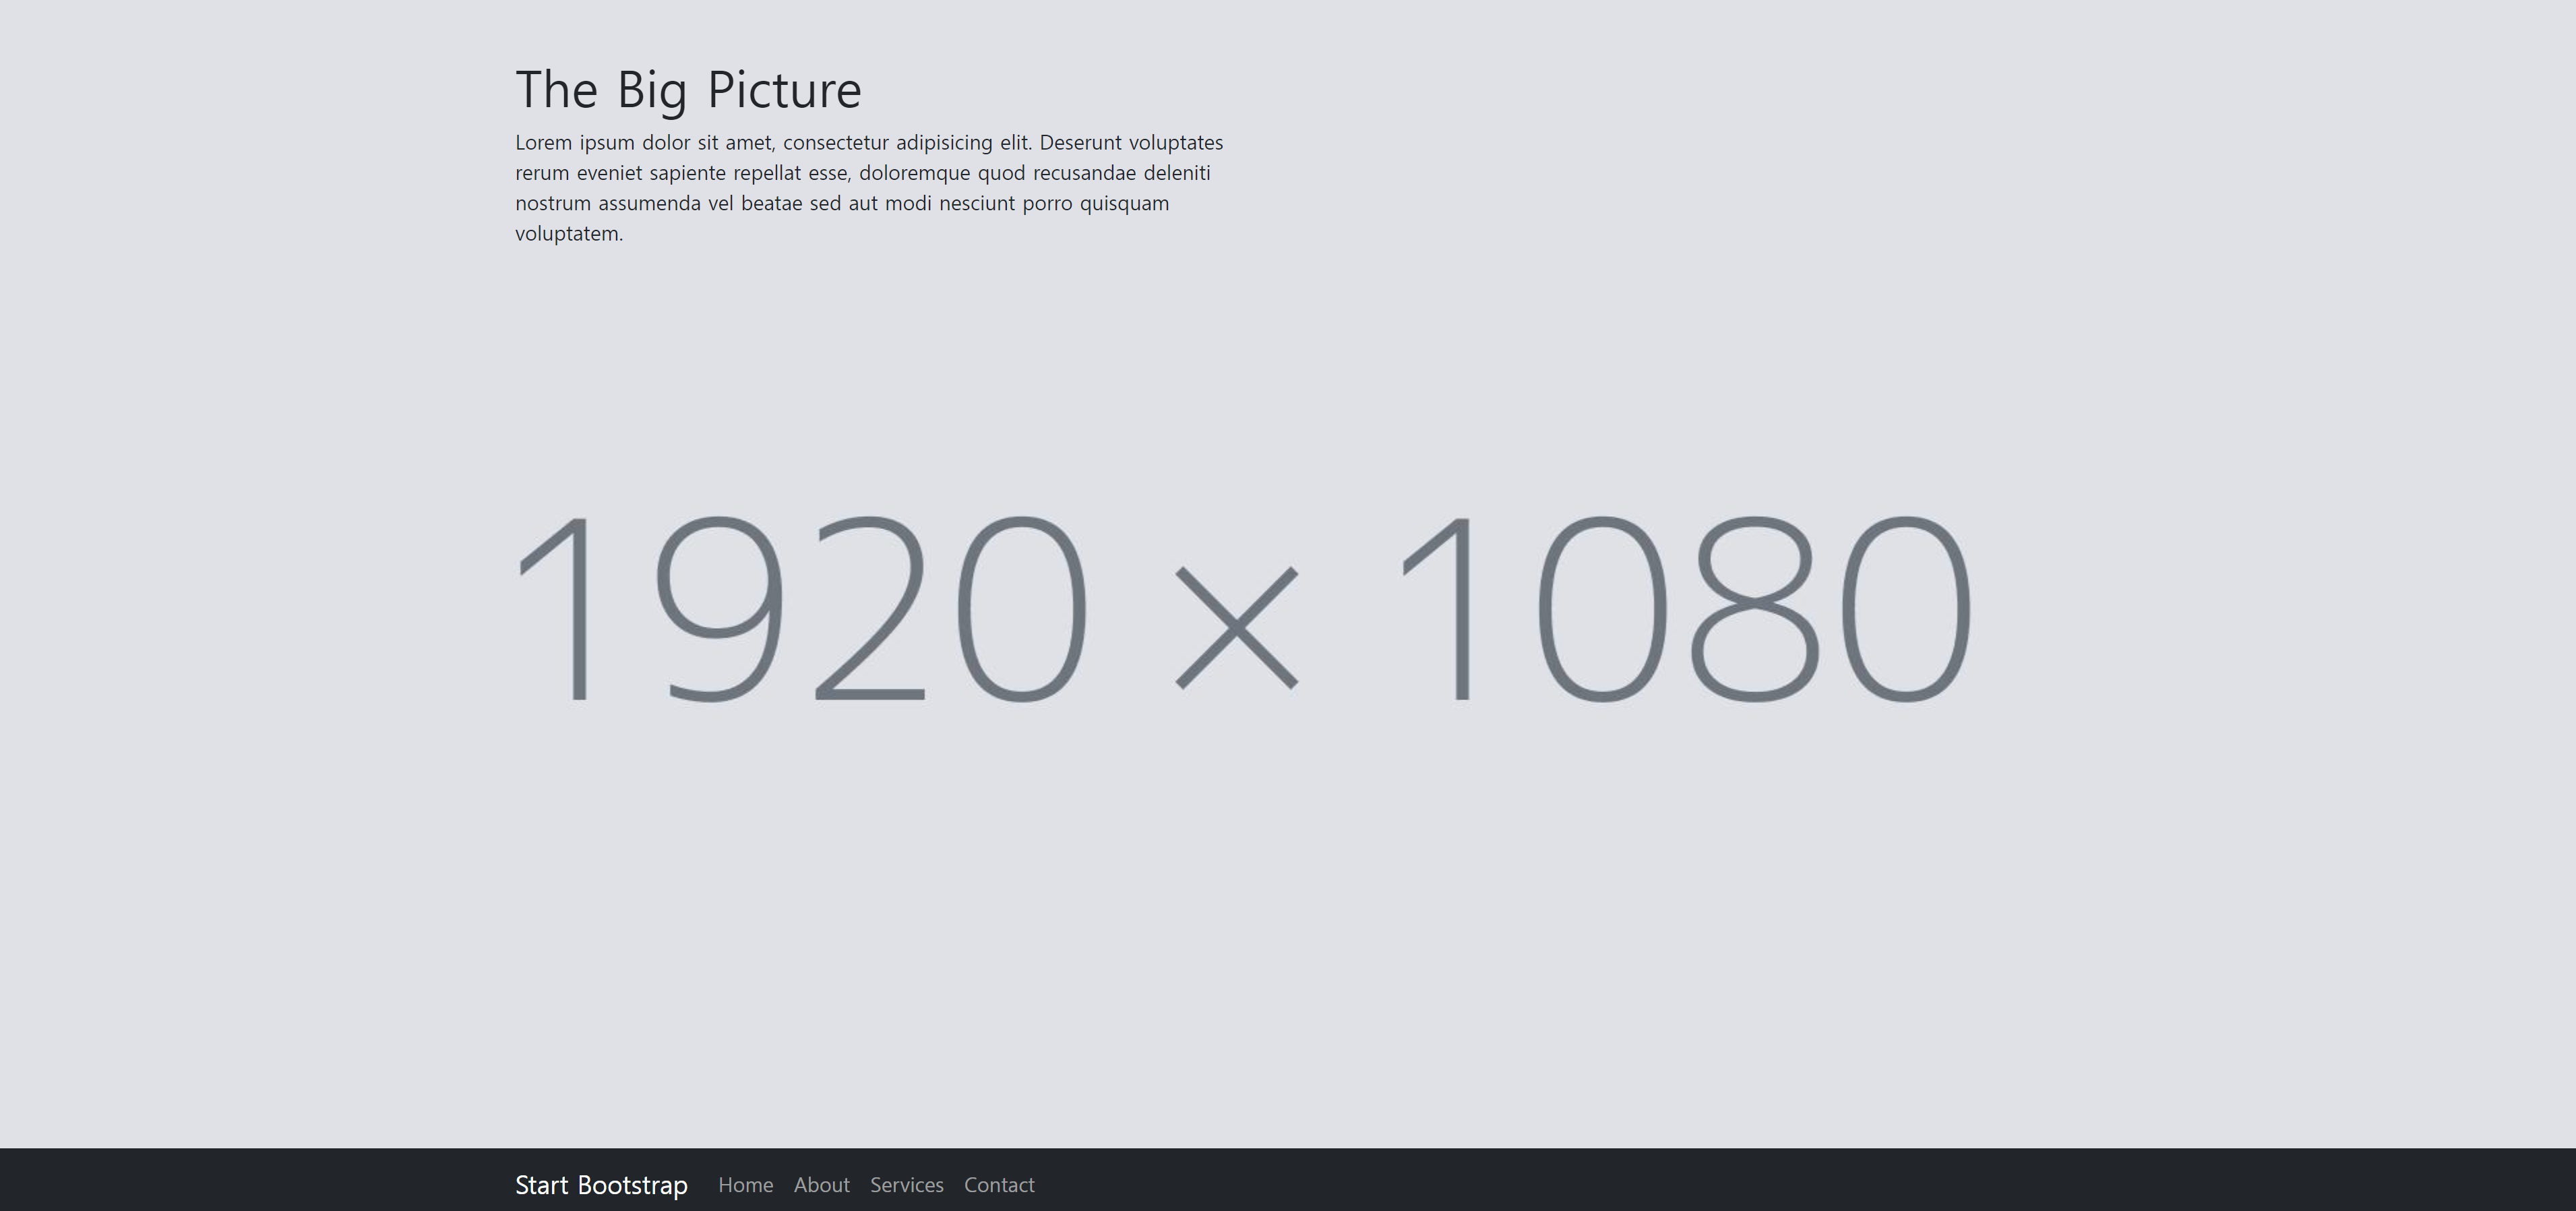 The Big Picture
Lorem ipsum dolor sit amet, consectetur adipisicing elit. Deserunt voluptates
rerum eveniet sapiente repellat esse, doloremque quod recusandae deleniti
nostrum assumenda vel beatae sed aut modi nesciunt porro quisquam
voluptatem.
1920 × 1080
Start Bootstrap Home About Services Contact